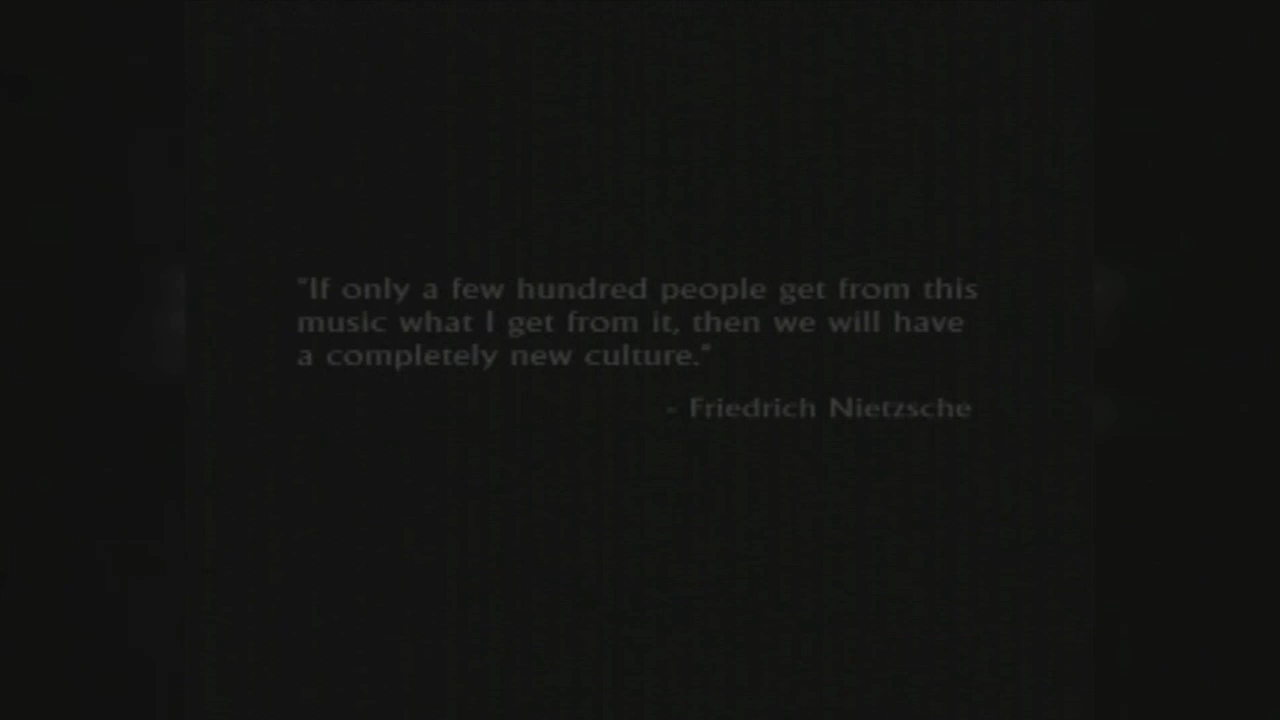 "If only a few hundred people get from this
music what I get from it, then we will have
a completely new culture."
- Friedrich Nietzsche